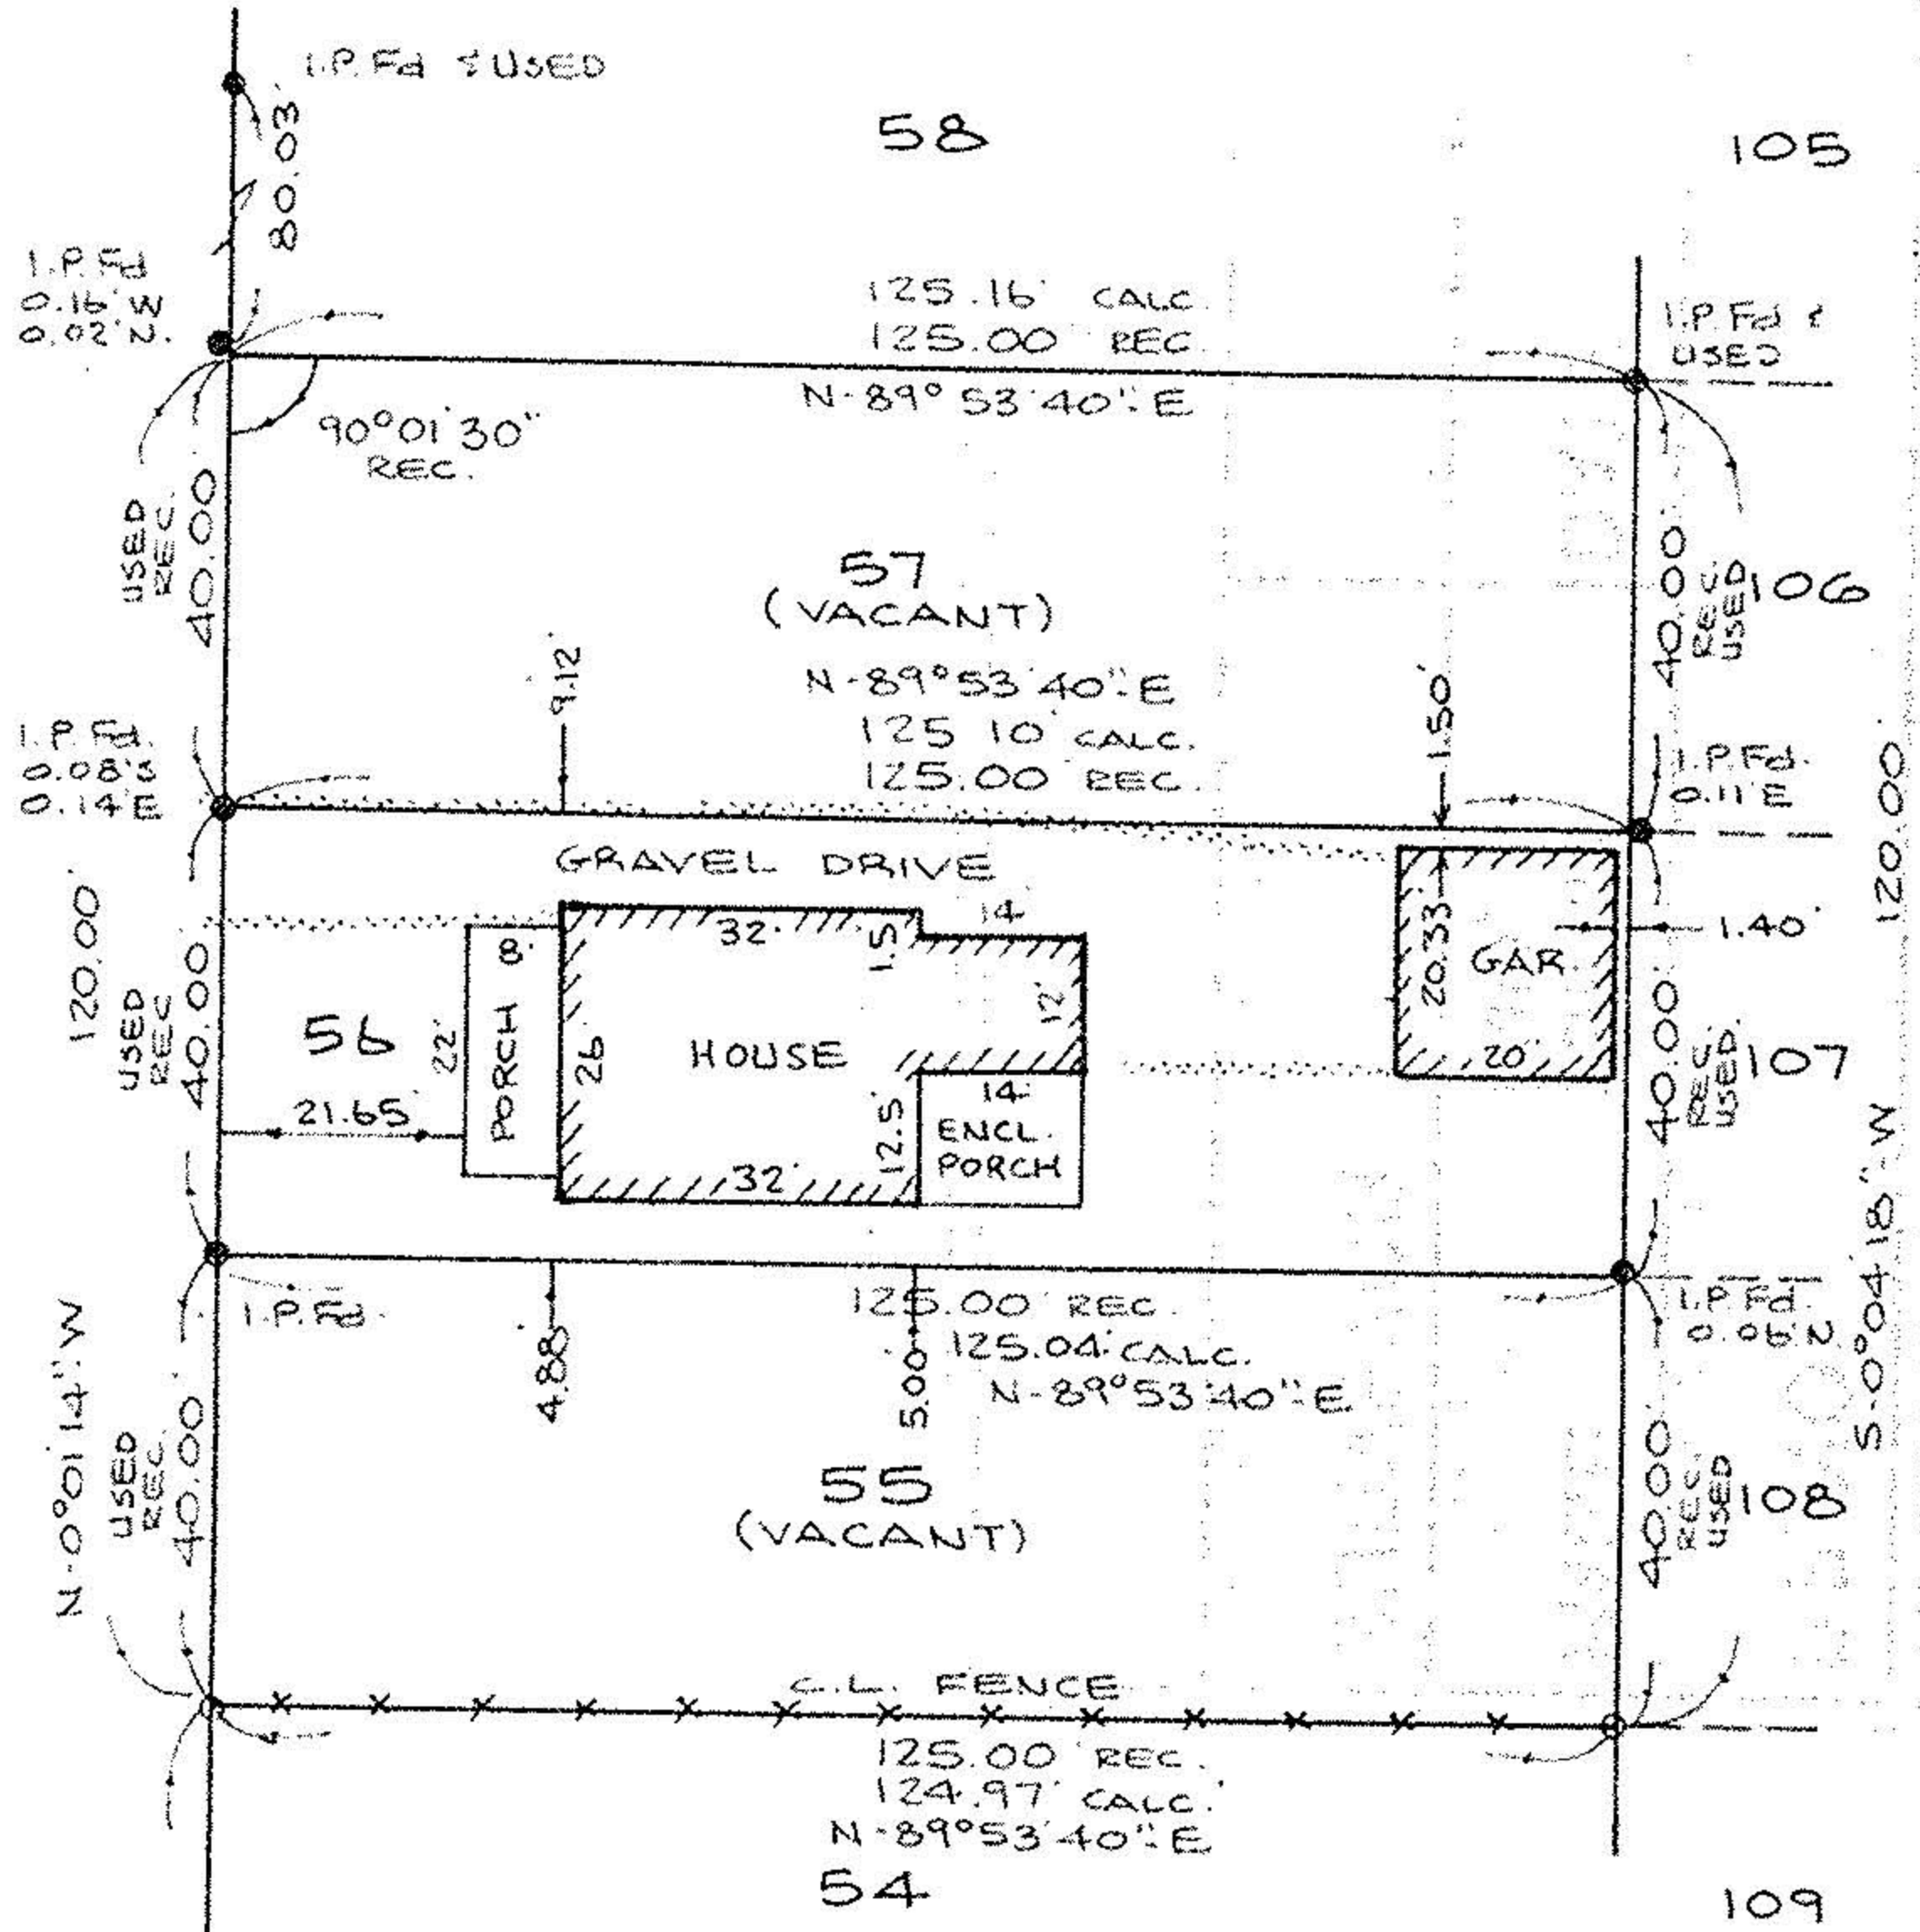 I.P. Fd & USED
80.03'
58
105
I.P. Fd
0.16' W
0.02' N.
125.16' CALC.
125.00' REC.
N-89° 53' 40"-E
I.P. Fd &
USED
90° 01' 30"
REC.
USED
REC.
40.00
57
(VACANT)
40.00
REC.
USED
106
9.12'
N-89° 53' 40"-E
125 10' CALC.
125.00' REC.
1.50'
I.P. Fd.
0.08' S
0.14' E
I.P. Fd.
0.11' E
120.00'
GRAVEL DRIVE
120.00'
USED
REC
40.00
56
21.65'
22'
PORCH
8'
26
32'
1.5
14
12'
HOUSE
32'
12.5'
14'
ENCL.
PORCH
20.33'
GAR.
20'
1.40'
40.00'
REC.
USED.
107
S-0° 04' 18"-W
I.P. Fd.
4.88'
5.00'
125.00' REC.
125.04' CALC.
N-89° 53' 40"-E
I.P. Fd.
0.06' N.
N-0° 01' 14"-W
USED
REC.
40.00
55
(VACANT)
40.00
REC.
USED
108
C.L. FENCE
125.00' REC.
124.97' CALC.
N-89° 53' 40"-E
54
109